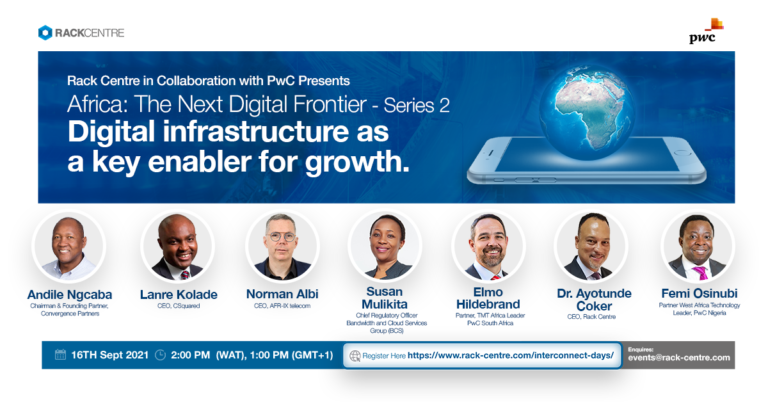 RACKCENTRE
pwc
Rack Centre in Collaboration with PwC Presents
Africa: The Next Digital Frontier - Series 2
Digital infrastructure as
a key enabler for growth.
Andile Ngcaba
Chairman & Founding Partner,
Convergence Partners
Lanre Kolade
CEO, CSquared
Norman Albi
CEO, AFR-IX telecom
Susan
Mulikita
Chief Regulatory Officer
Bandwidth and Cloud Services
Group (BCS)
Elmo
Hildebrand
Partner, TMT Africa Leader
PwC South Africa
Dr. Ayotunde
Coker
CEO, Rack Centre
Femi Osinubi
Partner West Africa Technology
Leader, PwC Nigeria
16TH Sept 2021 2:00 PM (WAT), 1:00 PM (GMT+1)
Register Here https://www.rack-centre.com/interconnect-days/
Enquires:
events@rack-centre.com